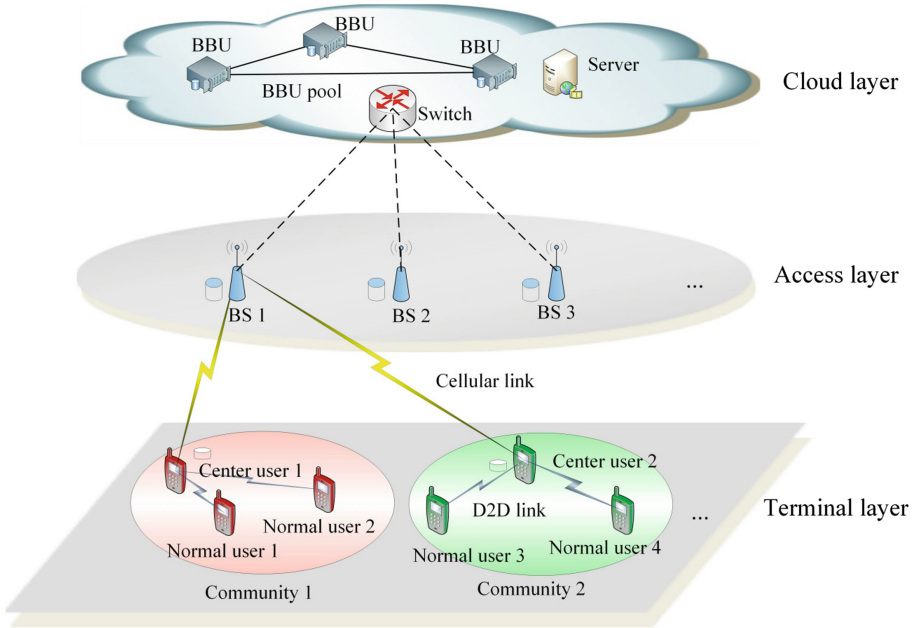 BBU
BBU
BBU
Server
BBU pool
Switch
Cloud layer
BS 1
BS 2
BS 3
...
Access layer
Cellular link
Center user 1
Normal user 2
Normal user 1
Community 1
Center user 2
D2D link
Normal user 3
Normal user 4
Community 2
...
Terminal layer